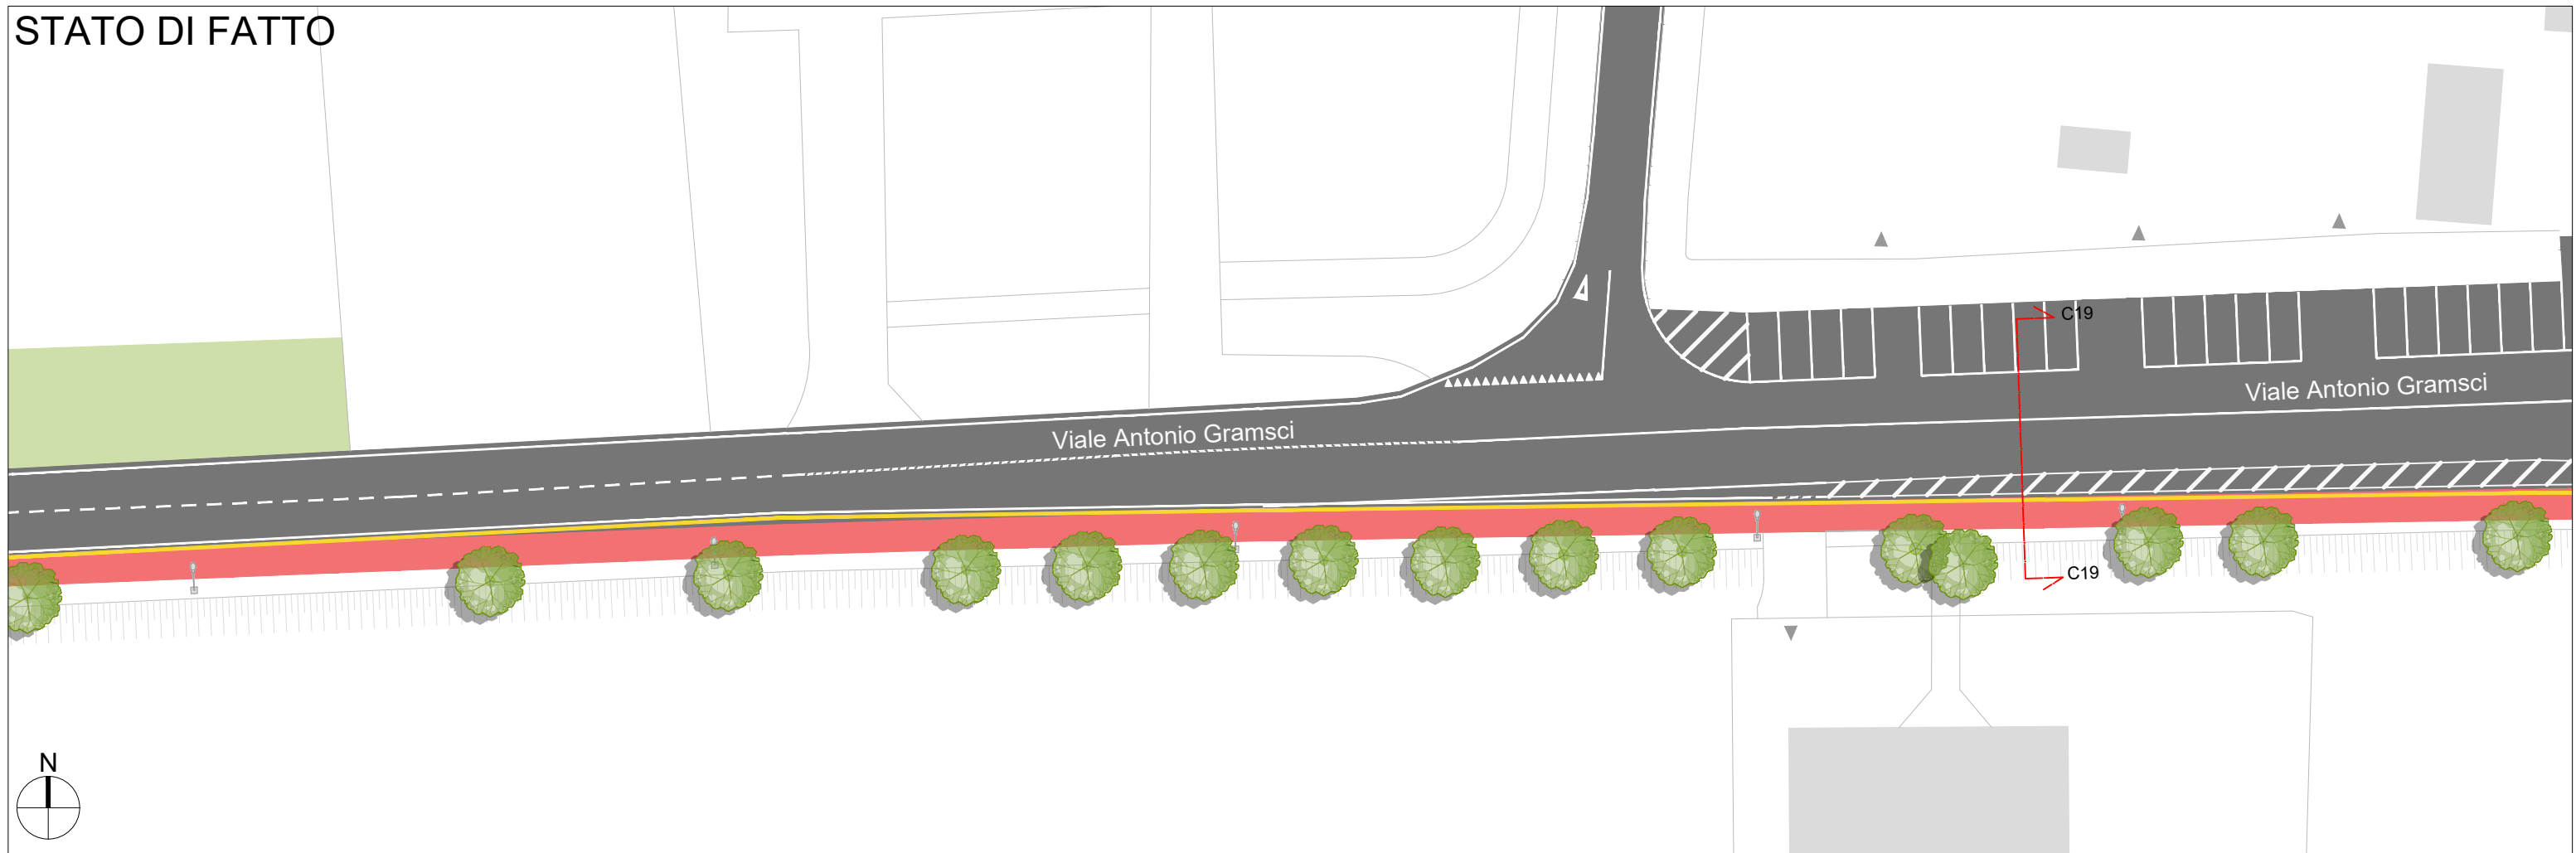 STATO DI FATTO
C19
Viale Antonio Gramsci
Viale Antonio Gramsci
C19
N